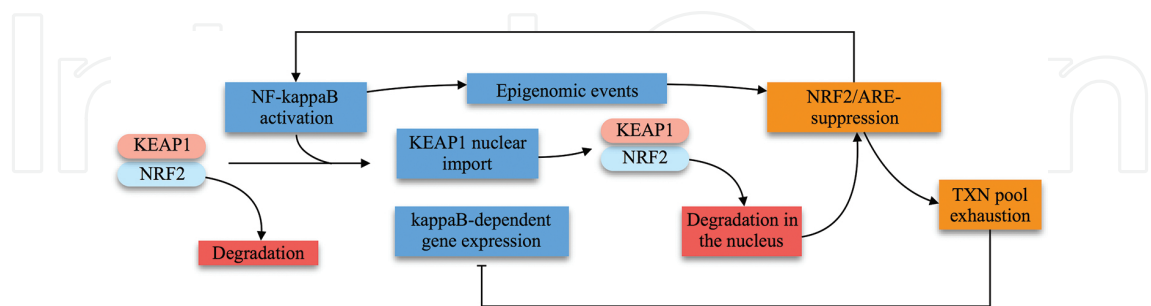 NF-kappaB
activation
Epigenomic events
NRF2/ARE-
suppression
KEAP1
NRF2
KEAP1 nuclear
import
KEAP1
NRF2
TXN pool
exhaustion
Degradation
kappaB-dependent
gene expression
Degradation in
the nucleus